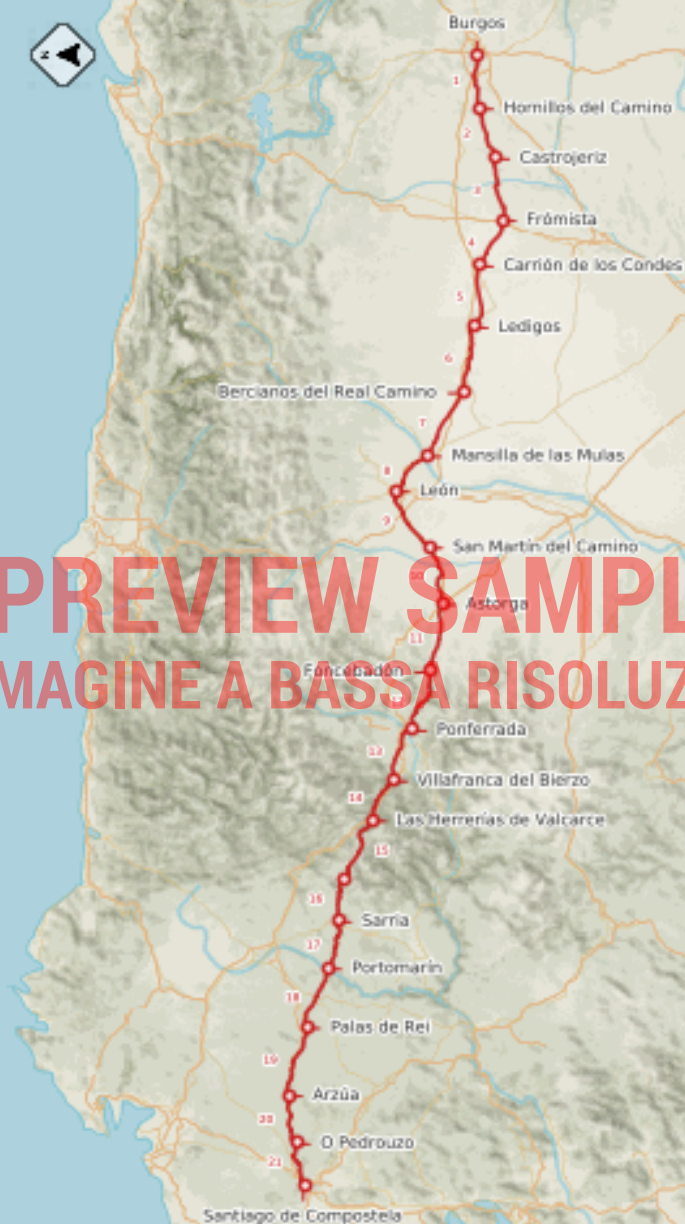 Burgos
N
1
Hornillos del Camino
2
Castrojeriz
3
Frómista
4
Carrión de los Condes
5
Ledigos
6
Bercianos del Real Camino
7
Mansilla de las Mulas
8
León
9
San Martín del Camino
PREVIEW SAMPL
10
Astorga
11
Foncebadón
MAGINE A BASSA RISOLUZ
12
Ponferrada
13
Villafranca del Bierzo
14
Las Herrerías de Valcarce
15
16
Sarria
17
Portomarín
18
Palas de Rei
19
Arzúa
20
O Pedrouzo
21
Santiago de Compostela